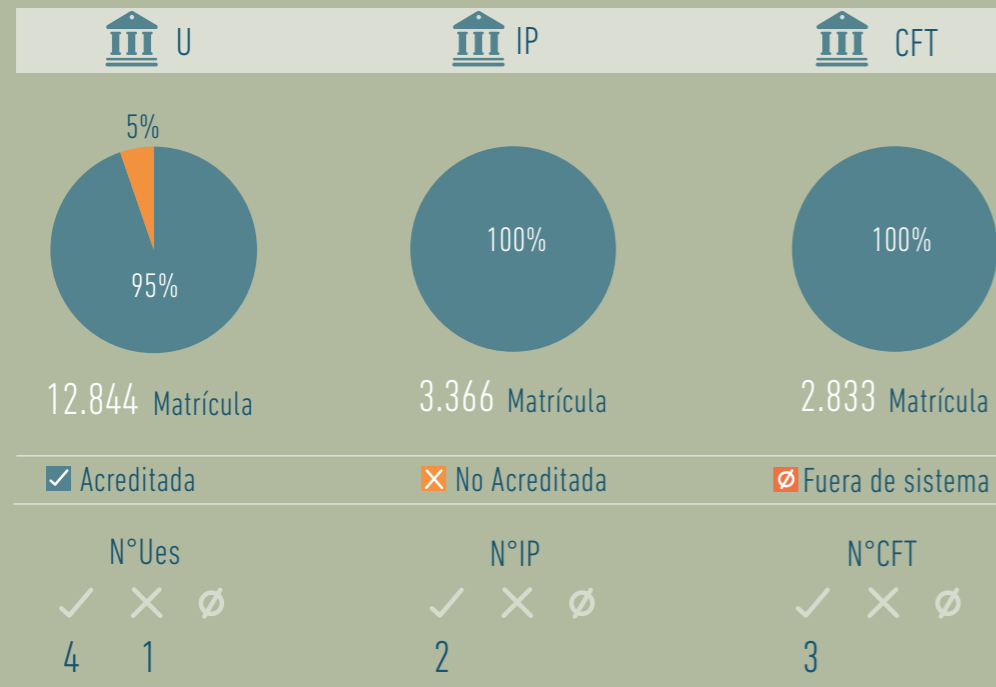 U IP CFT
5%
95% 100% 100%
12.844 Matrícula 3.366 Matrícula 2.833 Matrícula
Acreditada No Acreditada Fuera de sistema
N°Ues N°IP N°CFT
4 1 2 3